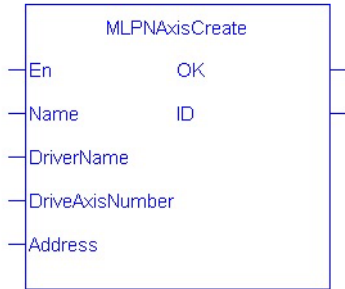 MLPNAxisCreate
En OK
Name ID
DriverName
DriveAxisNumber
Address